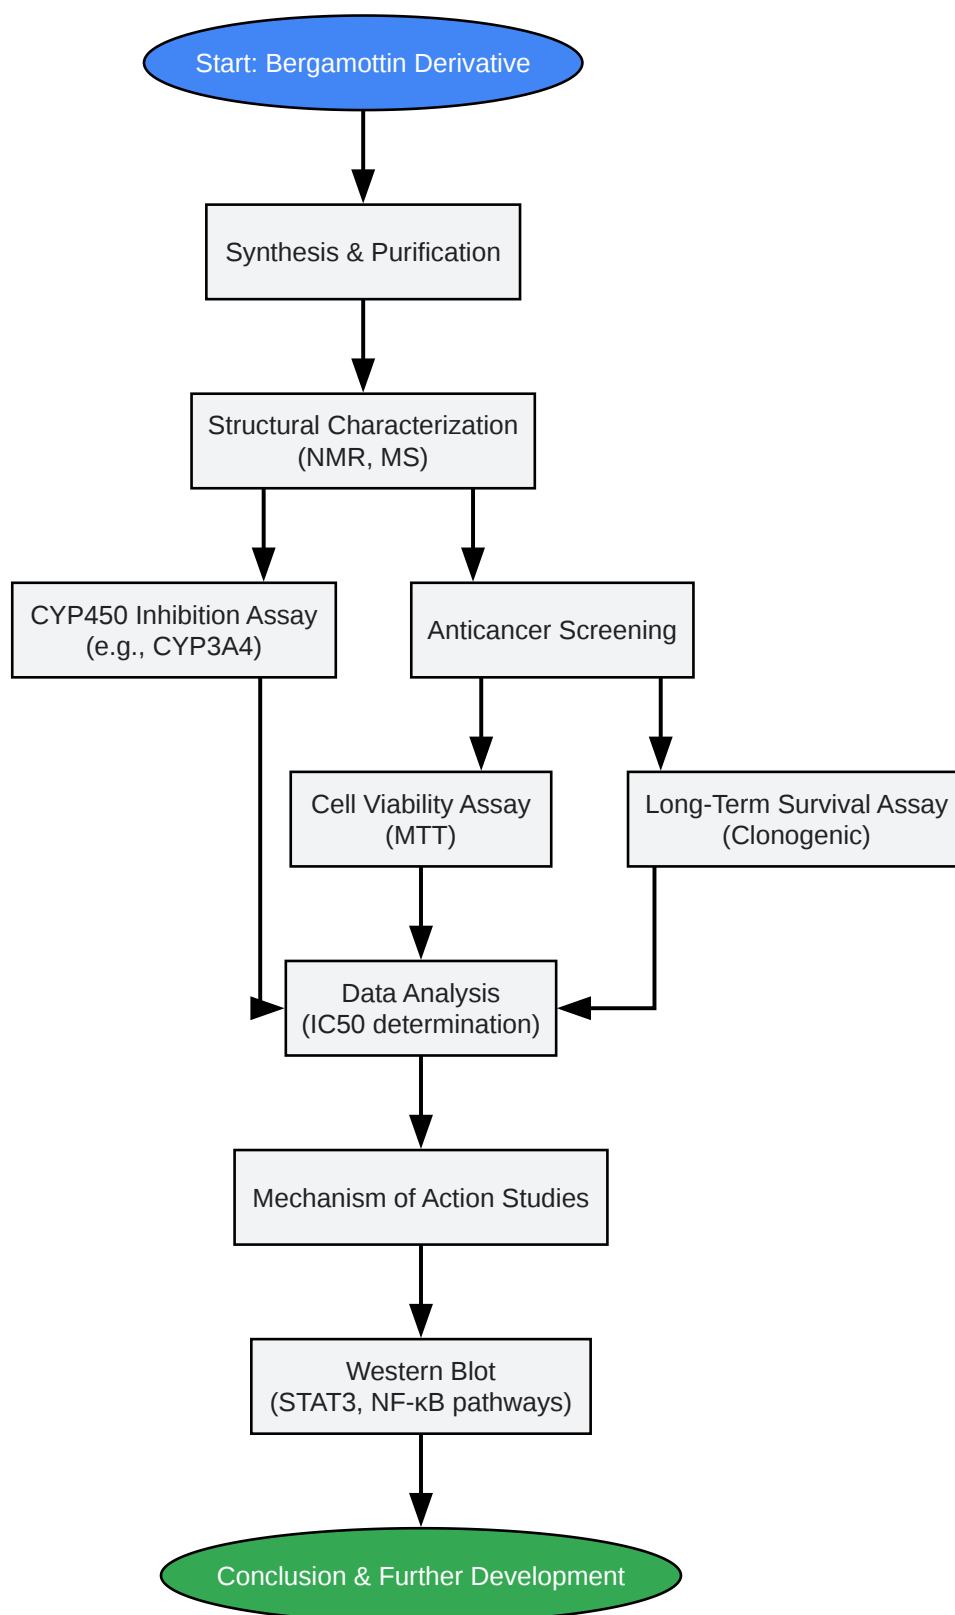 Start: Bergamottin Derivative
Synthesis & Purification
Structural Characterization
(NMR, MS)
CYP450 Inhibition Assay
(e.g., CYP3A4)
Anticancer Screening
Cell Viability Assay
(MTT)
Long-Term Survival Assay
(Clonogenic)
Data Analysis
(IC50 determination)
Mechanism of Action Studies
Western Blot
(STAT3, NF-κB pathways)
Conclusion & Further Development